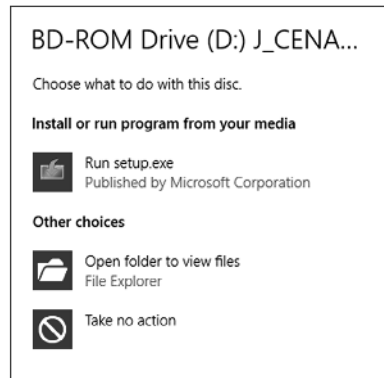 BD-ROM Drive (D:) J_CENA...
Choose what to do with this disc.
Install or run program from your media
Run setup.exe
Published by Microsoft Corporation
Other choices
Open folder to view files
File Explorer
Take no action